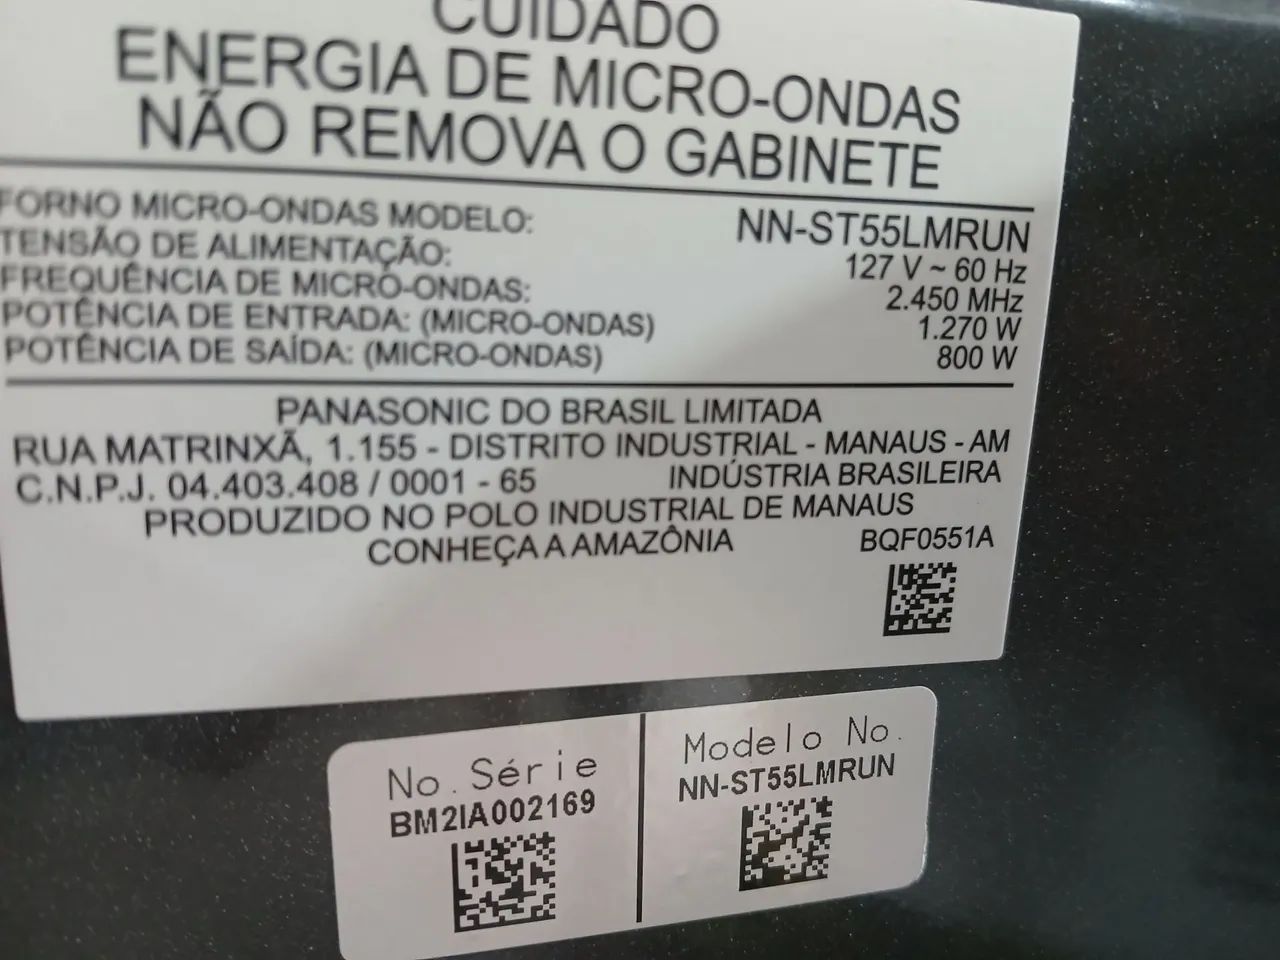 CUIDADO
ENERGIA DE MICRO-ONDAS
NÃO REMOVA O GABINETE
FORNO MICRO-ONDAS MODELO: NN-ST55LMRUN
TENSÃO DE ALIMENTAÇÃO: 127 V ~ 60 Hz
FREQUÊNCIA DE MICRO-ONDAS: 2.450 MHz
POTÊNCIA DE ENTRADA: (MICRO-ONDAS) 1.270 W
POTÊNCIA DE SAÍDA: (MICRO-ONDAS) 800 W
PANASONIC DO BRASIL LIMITADA
RUA MATRINXÃ, 1.155 - DISTRITO INDUSTRIAL - MANAUS - AM
C.N.P.J. 04.403.408 / 0001 - 65 INDÚSTRIA BRASILEIRA
PRODUZIDO NO POLO INDUSTRIAL DE MANAUS
CONHEÇA A AMAZÔNIA BQF0551A
No. Série
BM2IA002169
Modelo No.
NN-ST55LMRUN